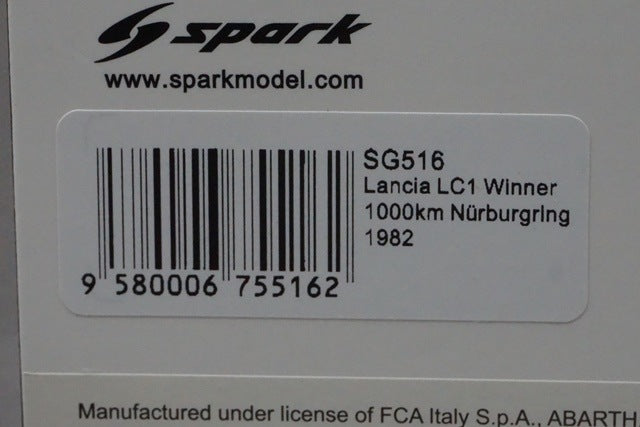 spark
www.sparkmodel.com
SG516
Lancia LC1 Winner
1000km Nürburgring
1982
9 580006 755162
Manufactured under license of FCA Italy S.p.A., ABARTH